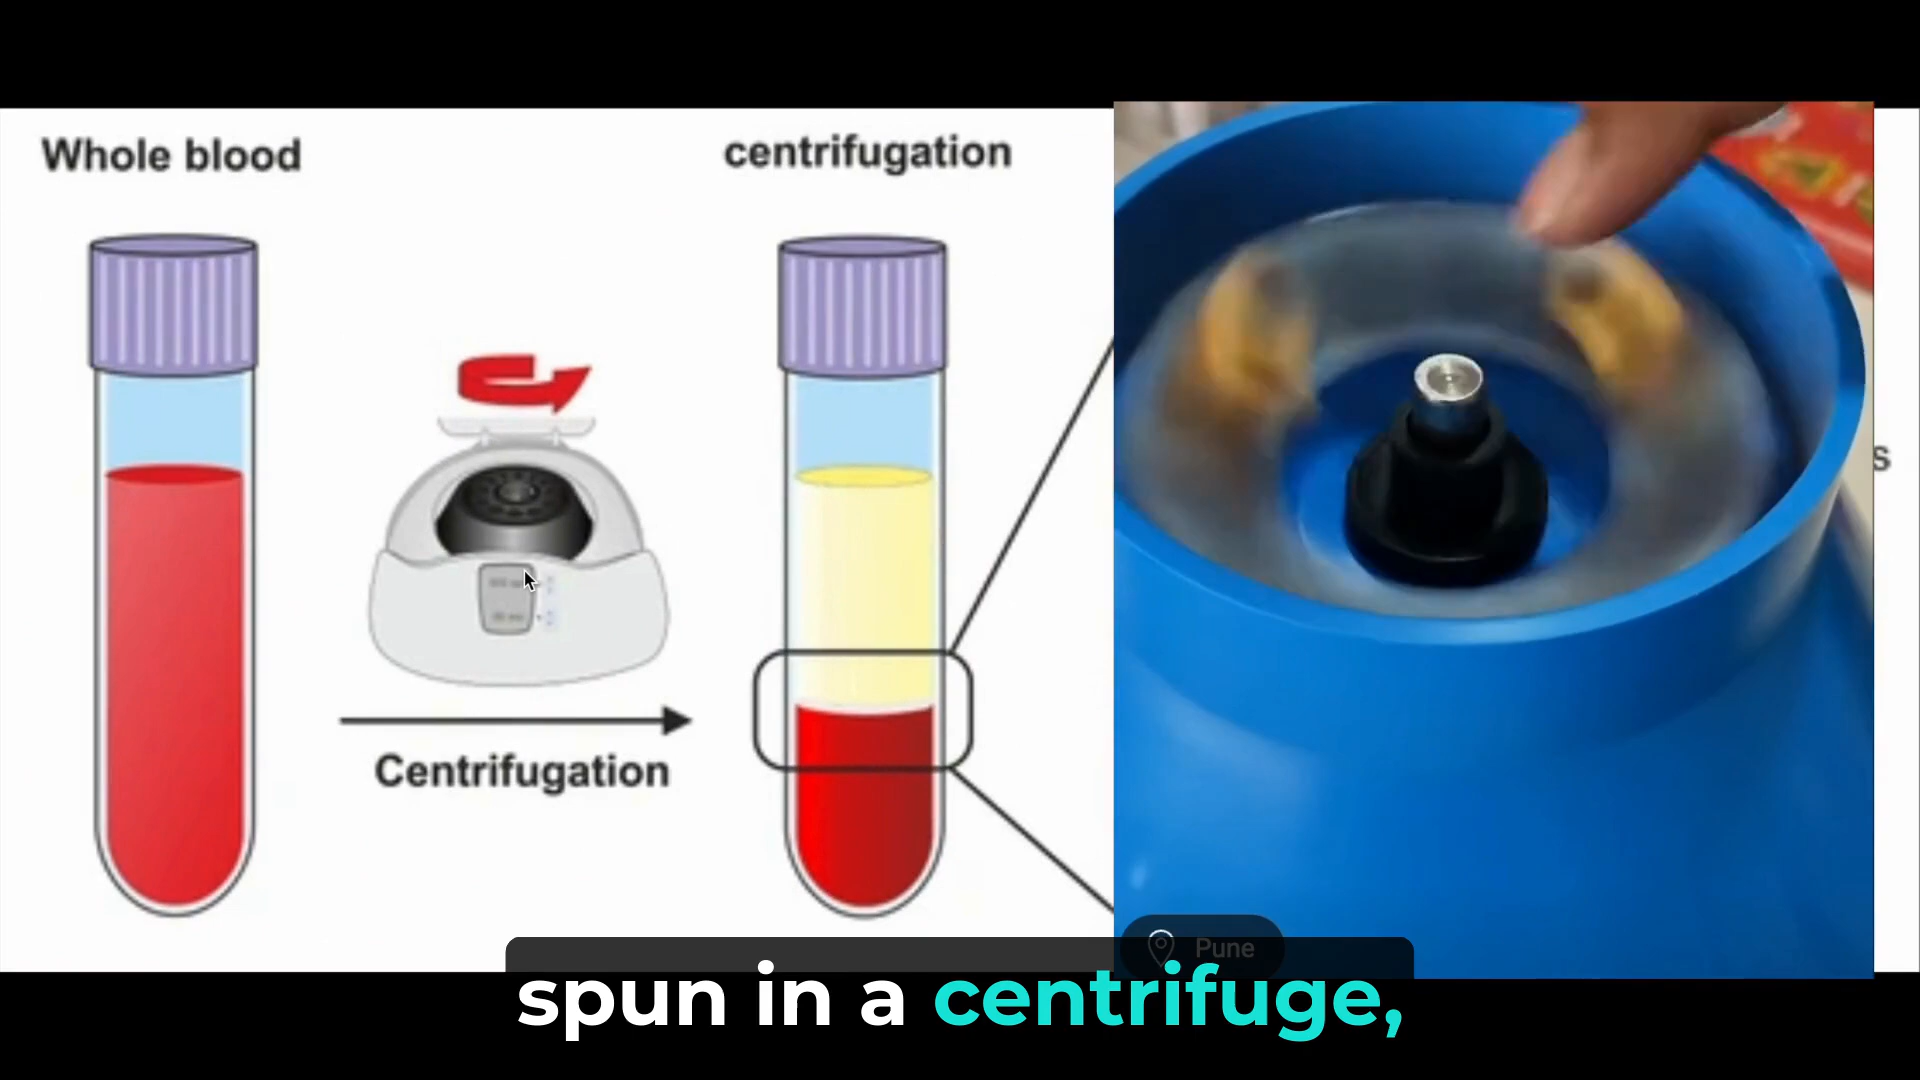 Whole blood
centrifugation
Centrifugation
s
Pune
spun in a centrifuge,